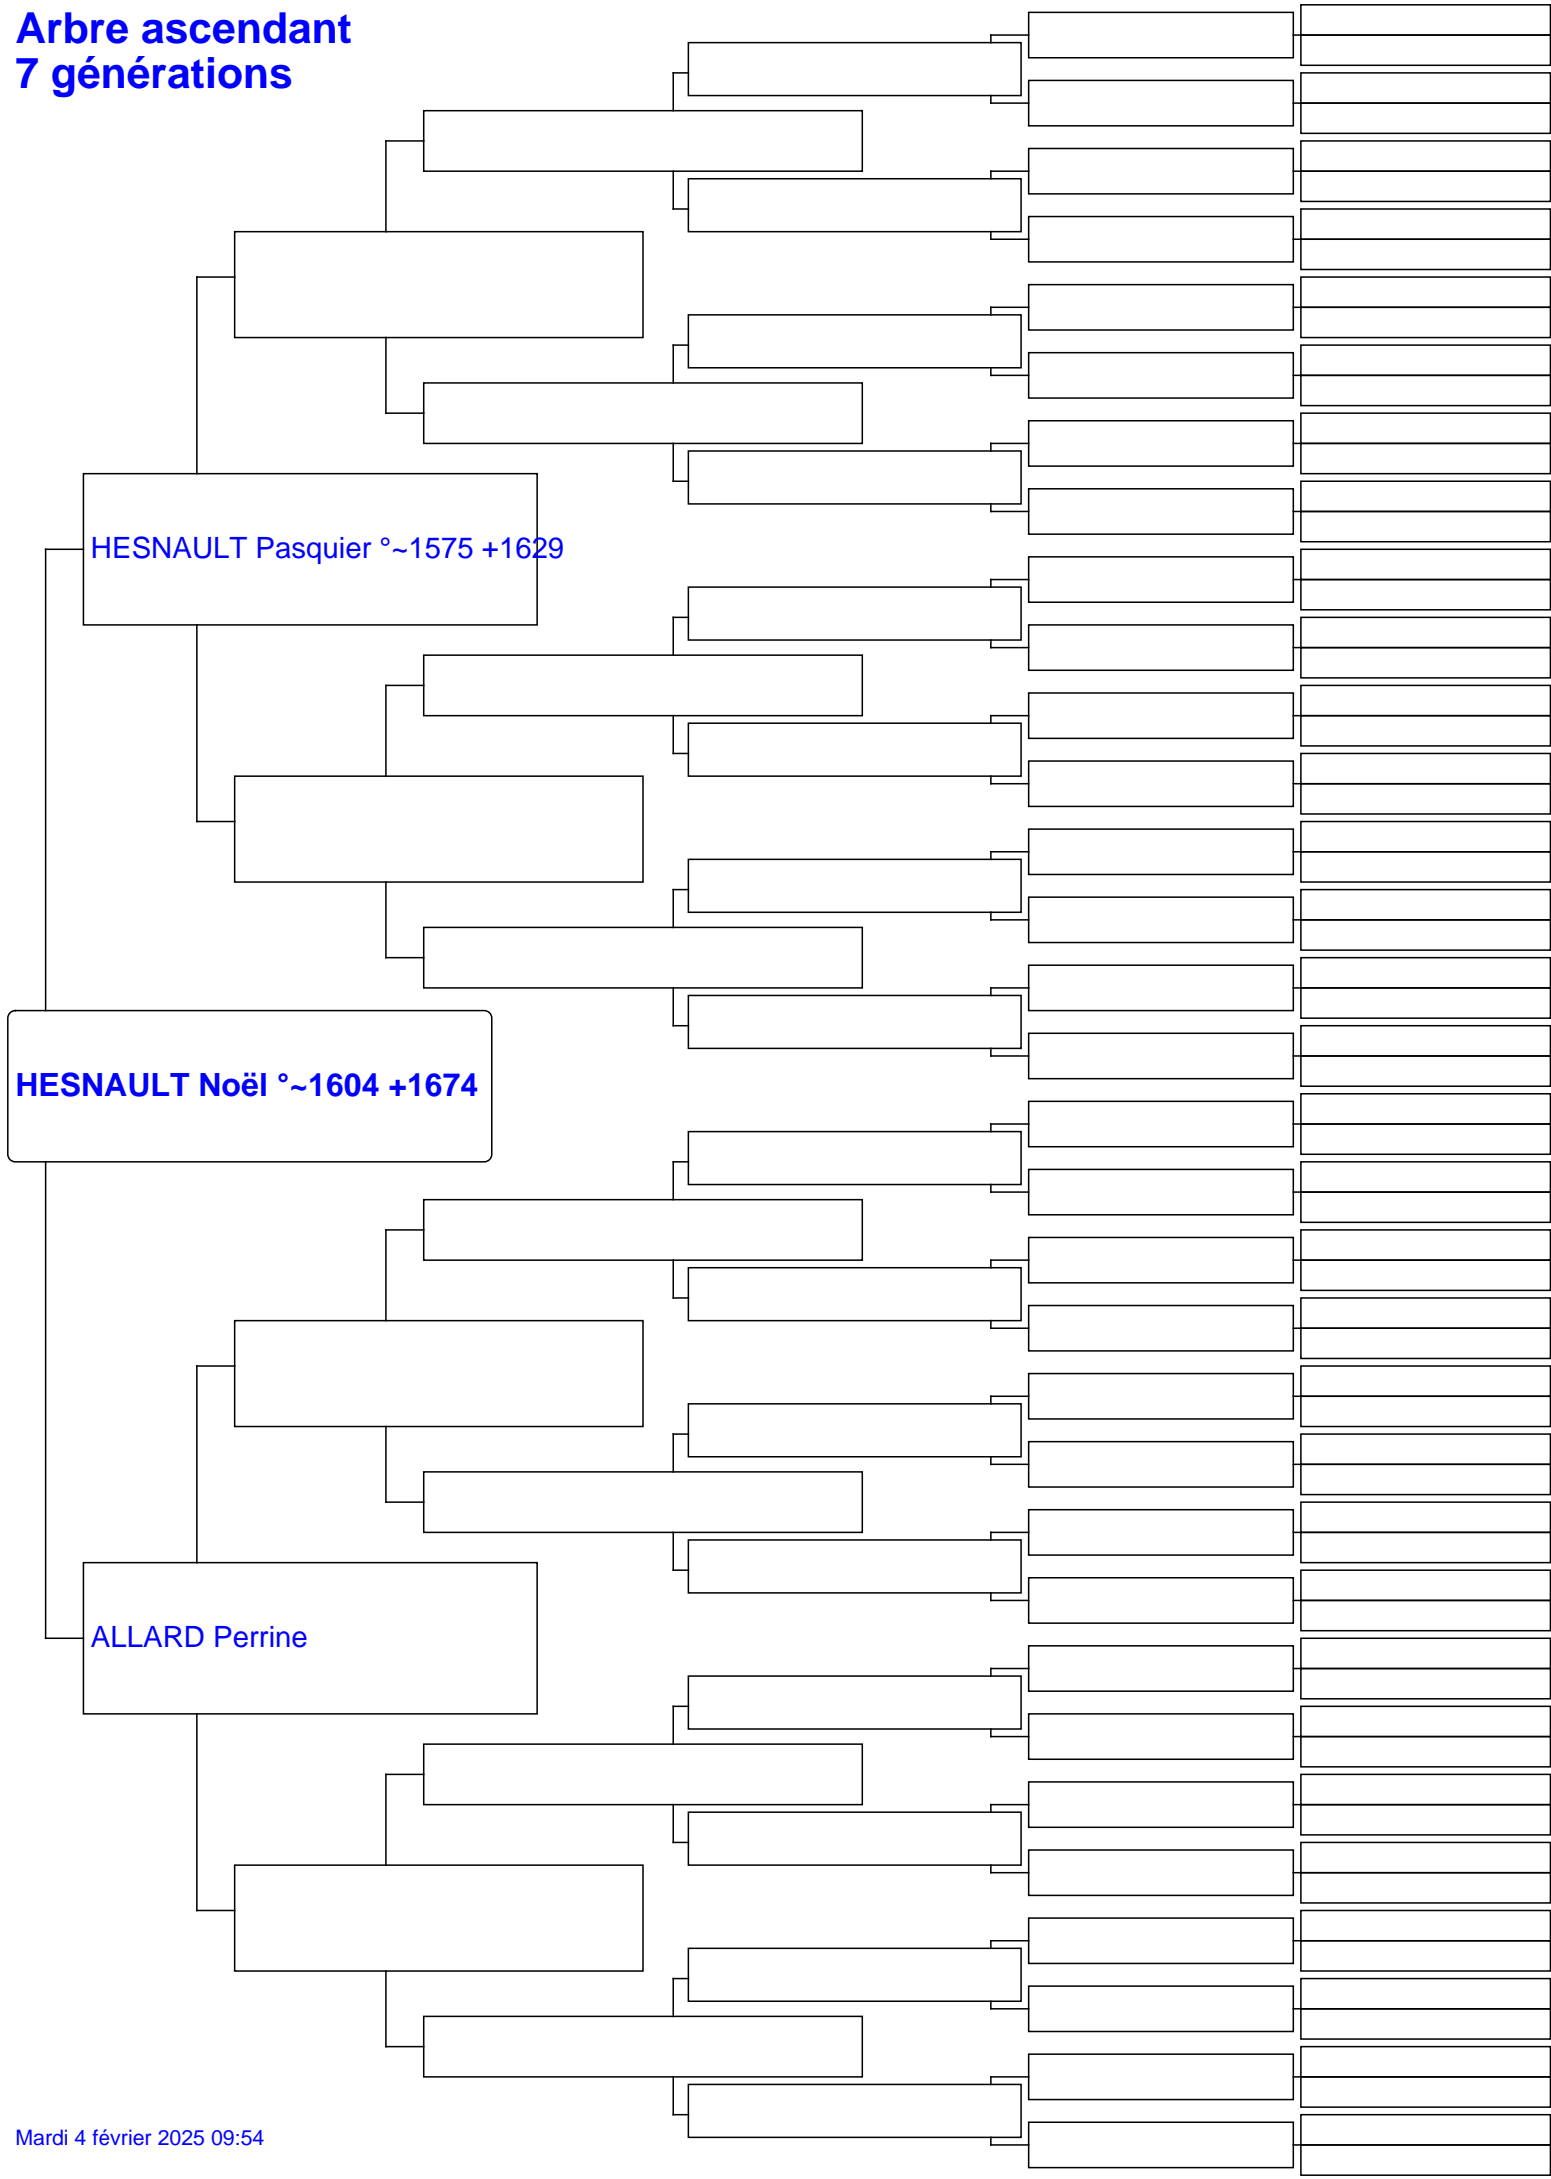 Arbre ascendant
7 générations
HESNAULT Pasquier °~1575 +1629
HESNAULT Noël °~1604 +1674
ALLARD Perrine
Mardi 4 février 2025 09:54